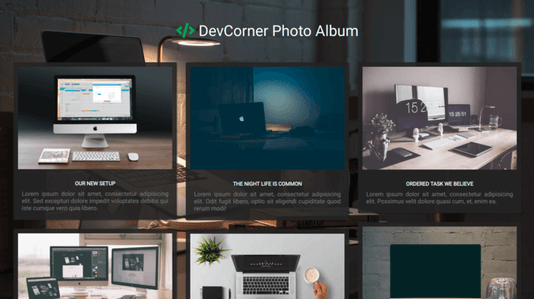 </> DevCorner Photo Album
OUR NEW SETUP
Lorem ipsum dolor sit amet, consectetur adipisicing
elit. Sed excepturi dolore impedit voluptates debitis qui
iste cumque vero quia libero.
THE NIGHT LIFE IS COMMON
Lorem ipsum dolor sit amet, consectetur adipisicing
elit. Odit fugit libero, optio sit eligendi cupiditate quod
rerum modi!
ORDERED TASK WE BELIEVE
Lorem ipsum dolor sit amet, consectetur adipisicing
elit. Possimus velit dolore quasi cum, et, enim ea.